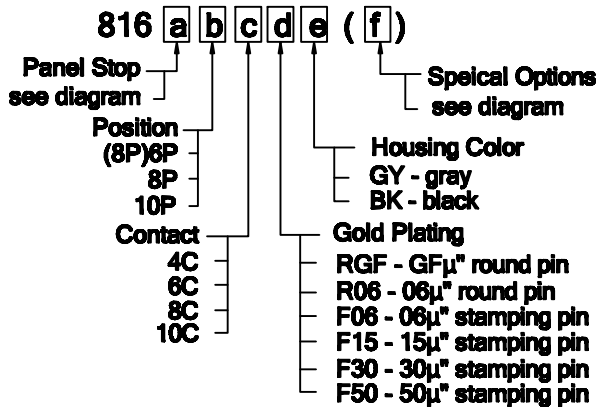 816 a b c d e ( f )
Panel Stop
see diagram
Speical Options
see diagram
Position
(8P)6P
8P
10P
Housing Color
GY - gray
BK - black
Contact
4C
6C
8C
10C
Gold Plating
RGF - GFµ" round pin
R06 - 06µ" round pin
F06 - 06µ" stamping pin
F15 - 15µ" stamping pin
F30 - 30µ" stamping pin
F50 - 50µ" stamping pin